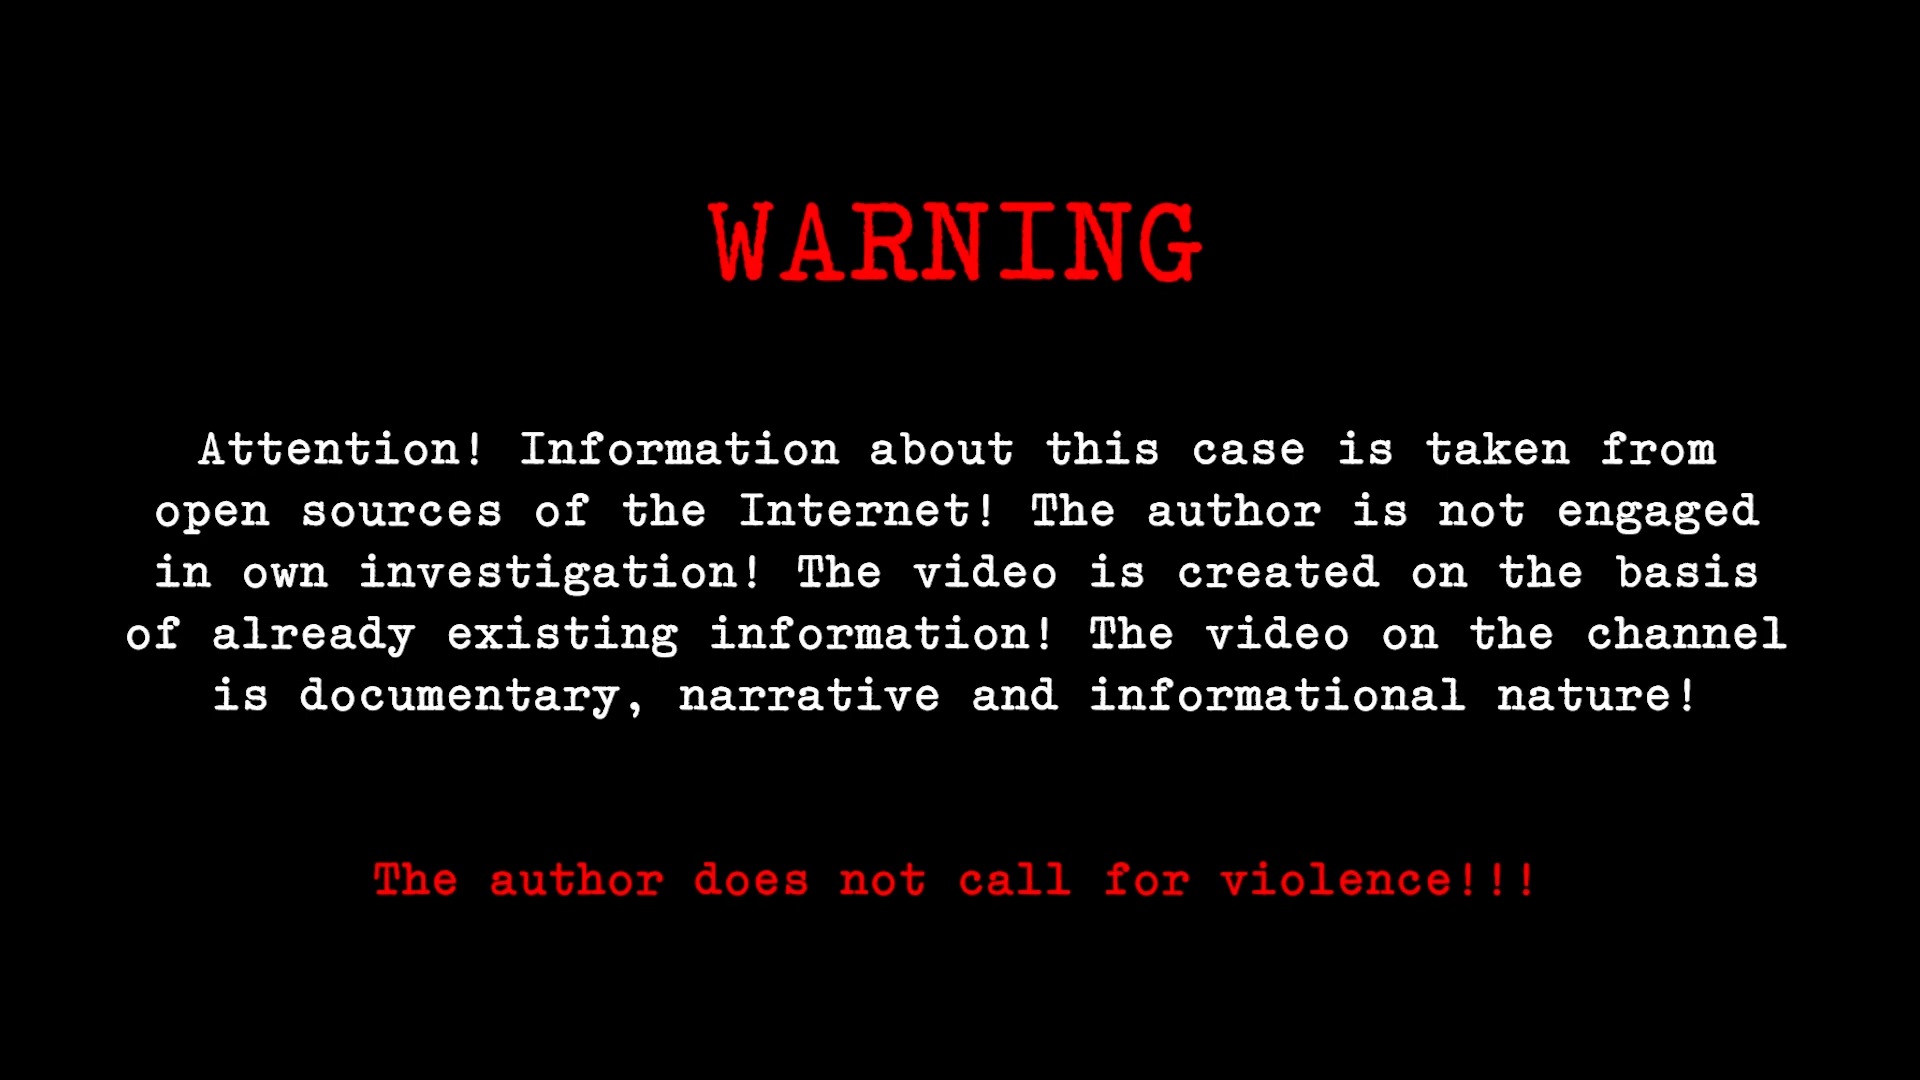 WARNING
Attention! Information about this case is taken from
open sources of the Internet! The author is not engaged
in own investigation! The video is created on the basis
of already existing information! The video on the channel
is documentary, narrative and informational nature!
The author does not call for violence!!!